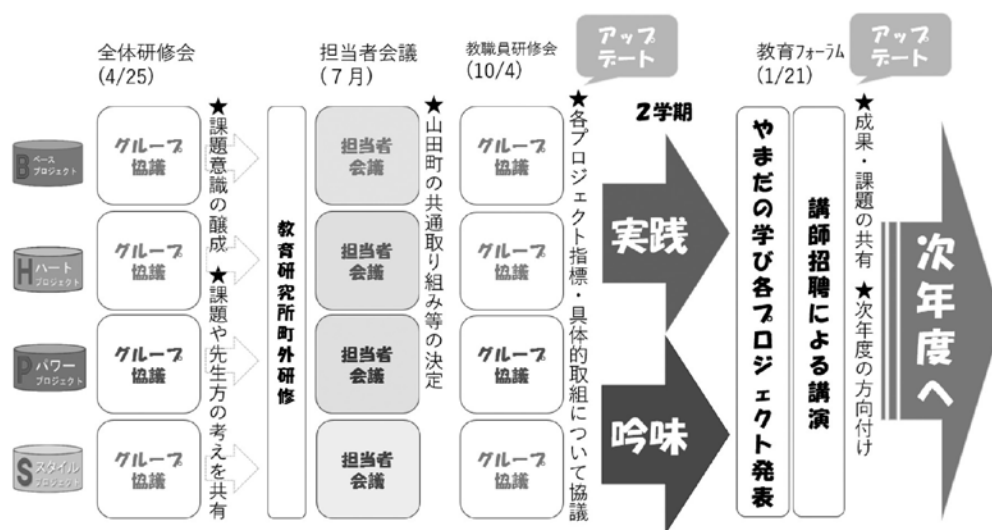 全体研修会
(4/25)
担当者会議
(7月)
教職員研修会
(10/4)
アップ
デート
教育フォーラム
(1/21)
アップ
デート
B ベース
プロジェクト
グループ
協議
担当者
会議
グループ
協議
H ハート
プロジェクト
グループ
協議
担当者
会議
グループ
協議
P パワー
プロジェクト
グループ
協議
担当者
会議
グループ
協議
S スタイル
プロジェクト
グループ
協議
担当者
会議
グループ
協議
★課題意識の醸成 ★課題や先生方の考えを共有
教育研究所町外研修
★山田町の共通取り組み等の決定
★各プロジェクト指標・具体的取組について協議
2学期
実践
吟味
やまだの学び各プロジェクト発表
講師招聘による講演
★成果・課題の共有 ★次年度の方向付け
次年度へ